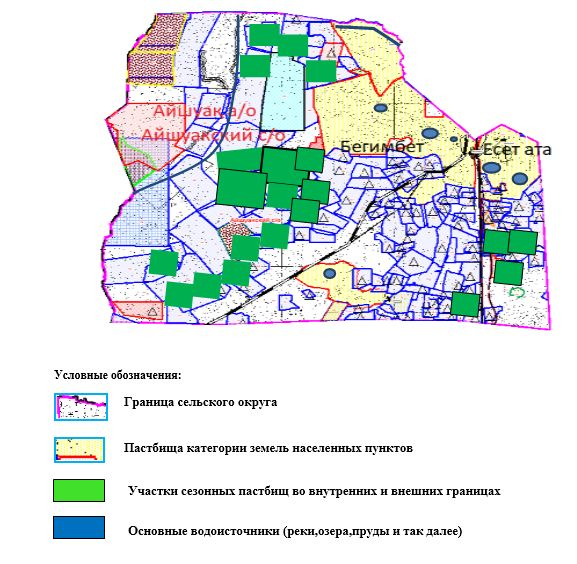 Айшуак а/о
Айшуакский с/о
Бегимбет
Есет ата
Айшуакский с/о
Условные обозначения:
Граница сельского округа
Пастбища категории земель населенных пунктов
Участки сезонных пастбищ во внутренних и внешних границах
Основные водоисточники (реки,озера,пруды и так далее)